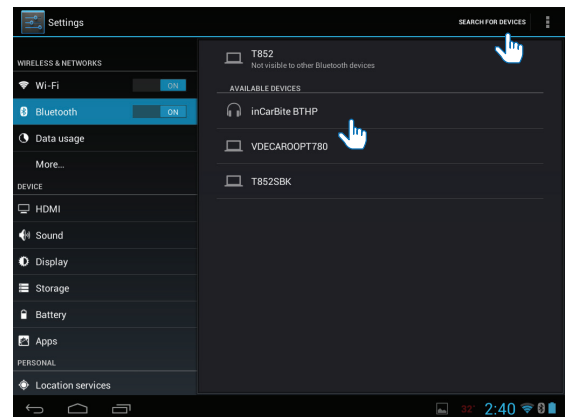 Settings
SEARCH FOR DEVICES
WIRELESS & NETWORKS
Wi-Fi ON
Bluetooth ON
Data usage
More...
DEVICE
HDMI
Sound
Display
Storage
Battery
Apps
PERSONAL
Location services
T852
Not visible to other Bluetooth devices
AVAILABLE DEVICES
inCarBite BTHP
VDECAROOPT780
T852SBK
32° 2:40